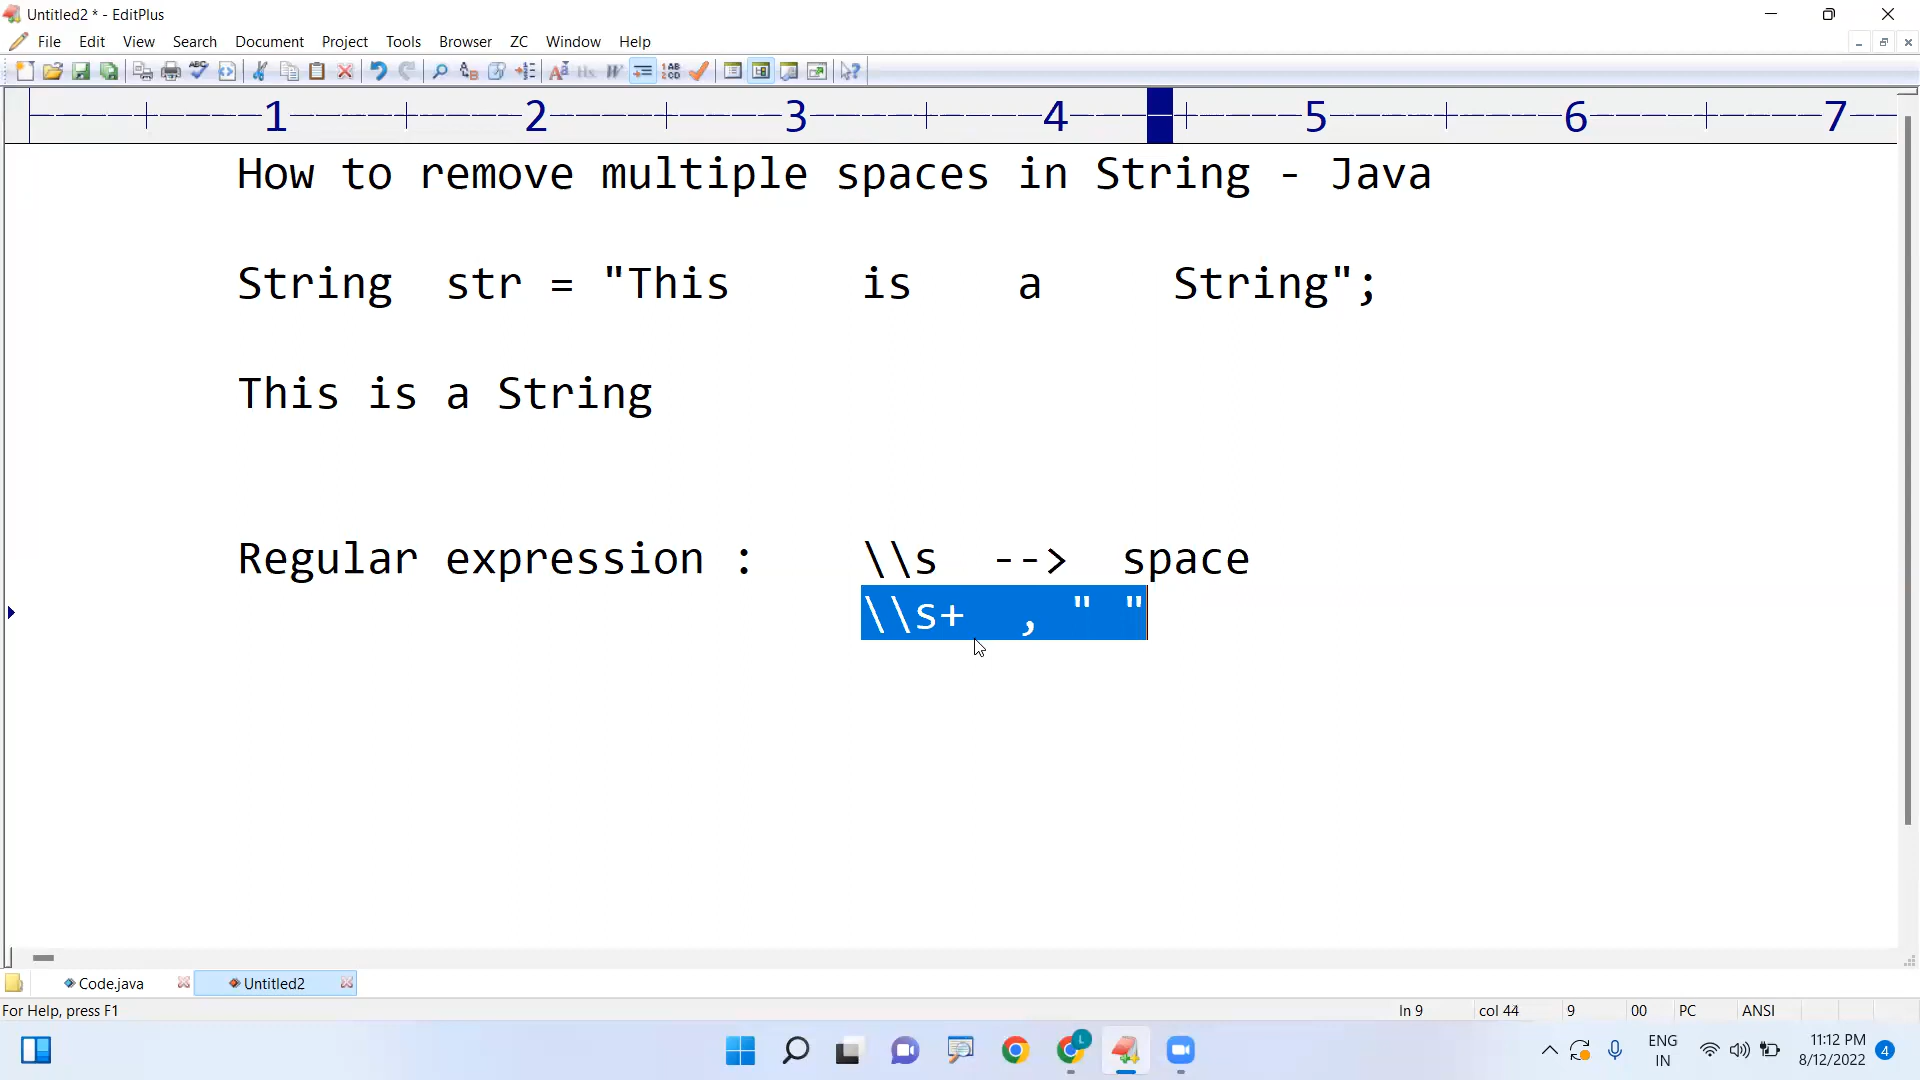 Untitled2 * - EditPlus
File Edit View Search Document Project Tools Browser ZC Window Help
1 2 3 4 5 6 7
How to remove multiple spaces in String - Java
String  str = "This     is    a     String";
This is a String
Regular expression :    \\s  -->  space
\\s+  , " "
Code.java Untitled2
For Help, press F1 ln 9 col 44 9 00 PC ANSI
ENG 11:12 PM
IN 8/12/2022 4